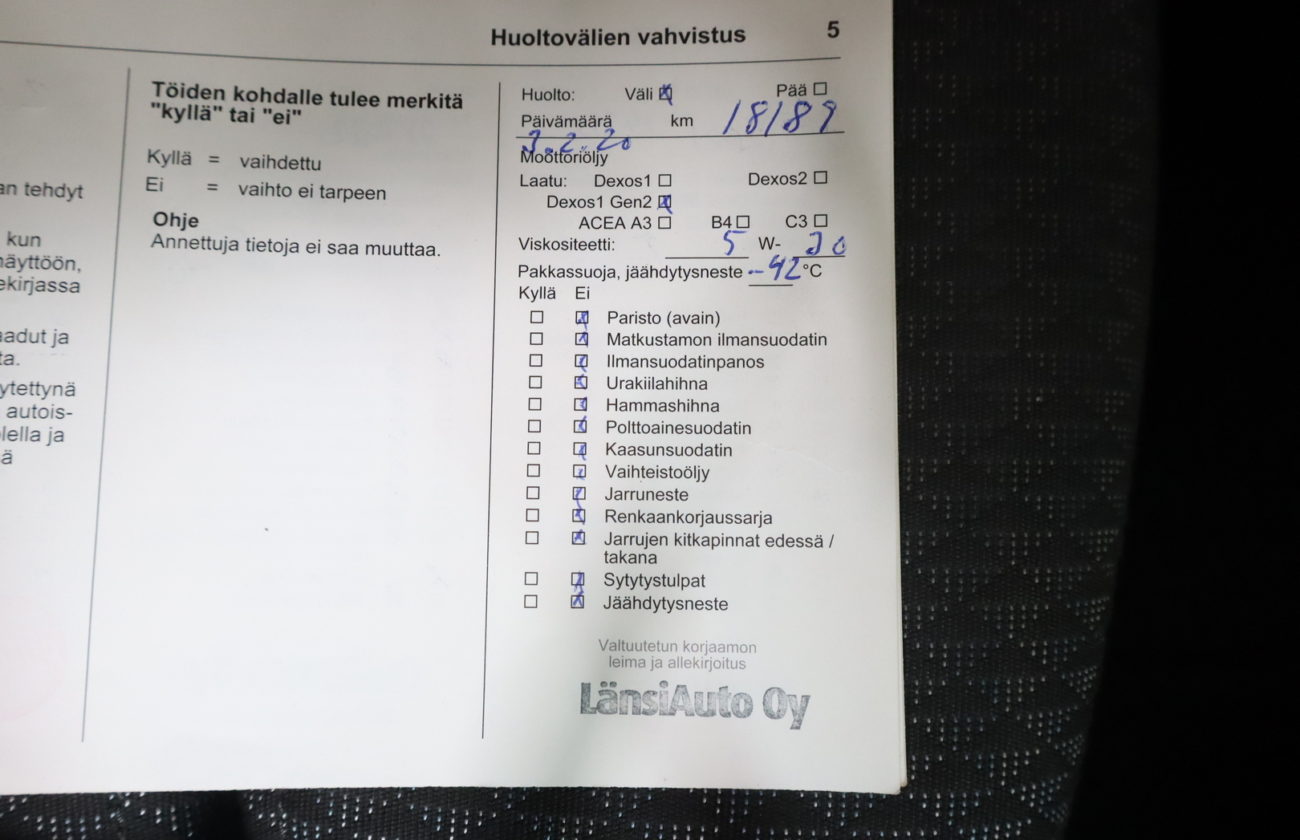 Huoltovälien vahvistus 5
an tehdyt
kun
näyttöön,
ekirjassa
aadut ja
ta.
ytettynä
autois-
lella ja
ä
Töiden kohdalle tulee merkitä
"kyllä" tai "ei"
Kyllä = vaihdettu
Ei = vaihto ei tarpeen
Ohje
Annettuja tietoja ei saa muuttaa.
Huolto: Väli ☒ Pää ☐
Päivämäärä km 18189
3.2.20
Moottoriöljy
Laatu: Dexos1 ☐ Dexos2 ☐
Dexos1 Gen2 ☒
ACEA A3 ☐ B4 ☐ C3 ☐
Viskositeetti: 5 W- 30
Pakkassuoja, jäähdytysneste -42 °C
Kyllä Ei
☐ ☒ Paristo (avain)
☐ ☒ Matkustamon ilmansuodatin
☐ ☒ Ilmansuodatinpanos
☐ ☒ Urakiilahihna
☐ ☒ Hammashihna
☐ ☒ Polttoainesuodatin
☐ ☒ Kaasunsuodatin
☐ ☒ Vaihteistoöljy
☐ ☒ Jarruneste
☐ ☒ Renkaankorjaussarja
☐ ☒ Jarrujen kitkapinnat edessä /
takana
☐ ☒ Sytytystulpat
☐ ☒ Jäähdytysneste
Valtuutetun korjaamon
leima ja allekirjoitus
LänsiAuto Oy